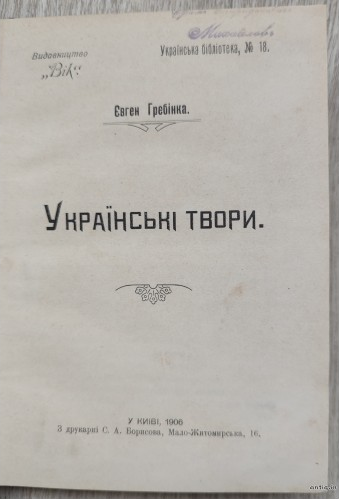 Видавництво
„Вік“.
Українська бібліотека, № 18.
Євген Гребінка.
УКРАЇНСЬКІ ТВОРИ.
У КИЇВІ, 1906
З друкарні С. А. Борисова, Мало-Житомирська, 16.